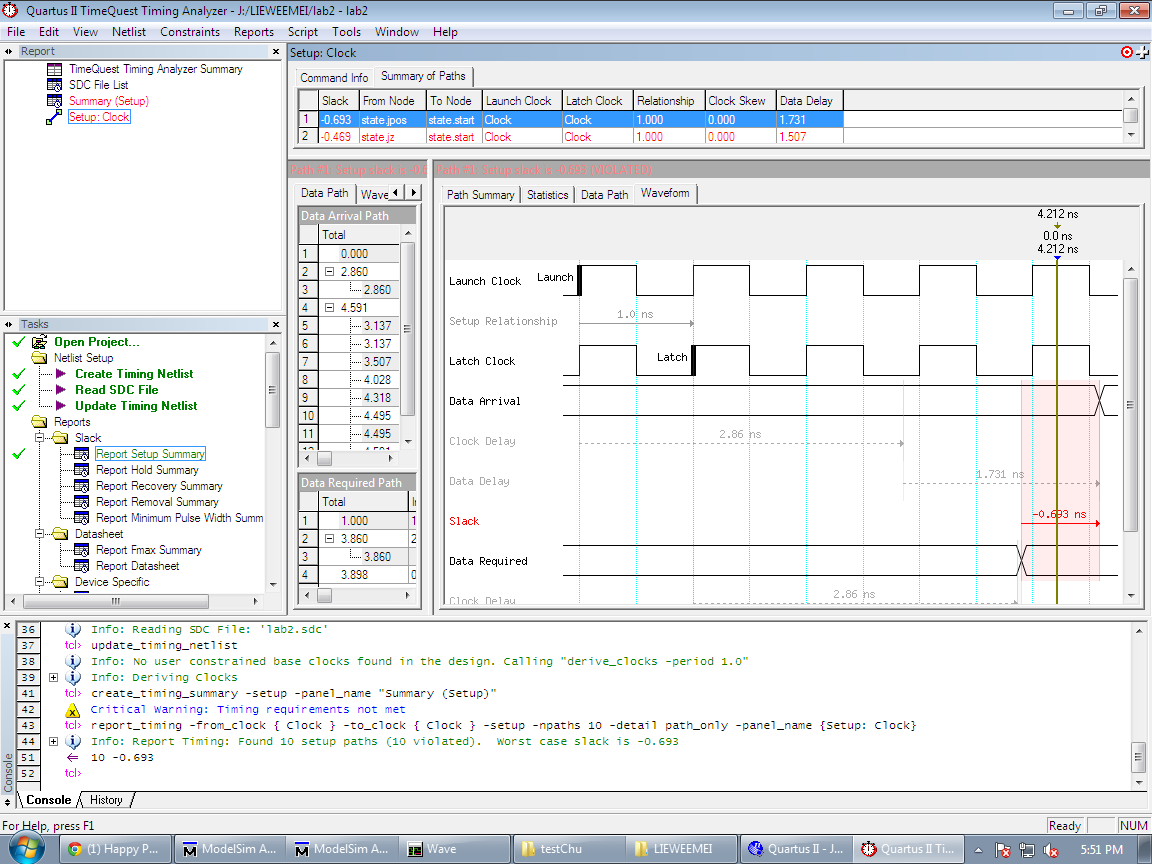 Quartus II TimeQuest Timing Analyzer - J:/LIEWEEMEI/lab2 - lab2
File Edit View Netlist Constraints Reports Script Tools Window Help
Report
TimeQuest Timing Analyzer Summary
SDC File List
Summary (Setup)
Setup: Clock
Tasks
Open Project...
Netlist Setup
Create Timing Netlist
Read SDC File
Update Timing Netlist
Reports
Slack
Report Setup Summary
Report Hold Summary
Report Recovery Summary
Report Removal Summary
Report Minimum Pulse Width Summ
Datasheet
Report Fmax Summary
Report Datasheet
Device Specific
Setup: Clock
Command Info Summary of Paths
Slack From Node To Node Launch Clock Latch Clock Relationship Clock Skew Data Delay
1 -0.693 state.jpos state.start Clock Clock 1.000 0.000 1.731
2 -0.469 state.jz state.start Clock Clock 1.000 0.000 1.507
Path #1: Setup slack is -0.6
Data Path Wave
Data Arrival Path
Total
1 0.000
2 2.860
3 2.860
4 4.591
5 3.137
6 3.137
7 3.507
8 4.028
9 4.318
10 4.495
11 4.495
12 4.591
Data Required Path
Total
1 1.000 1
2 3.860 2
3 3.860
4 3.898 0
Path #1: Setup slack is -0.693 (VIOLATED)
Path Summary Statistics Data Path Waveform
4.212 ns
0.0 ns
4.212 ns
Launch Clock Launch
Setup Relationship 1.0 ns
Latch Clock Latch
Data Arrival
Clock Delay 2.86 ns
Data Delay 1.731 ns
Slack -0.693 ns
Data Required
Clock Delay 2.86 ns
Console
36 Info: Reading SDC File: 'lab2.sdc'
37 tcl> update_timing_netlist
38 Info: No user constrained base clocks found in the design. Calling "derive_clocks -period 1.0"
39 Info: Deriving Clocks
41 tcl> create_timing_summary -setup -panel_name "Summary (Setup)"
42 Critical Warning: Timing requirements not met
43 tcl> report_timing -from_clock { Clock } -to_clock { Clock } -setup -npaths 10 -detail path_only -panel_name {Setup: Clock}
44 Info: Report Timing: Found 10 setup paths (10 violated).  Worst case slack is -0.693
51 10 -0.693
52 tcl>
Console History
For Help, press F1 Ready NUM
(1) Happy P... ModelSim A... ModelSim A... Wave testChu LIEWEEMEI Quartus II - J... Quartus II Ti... 5:51 PM